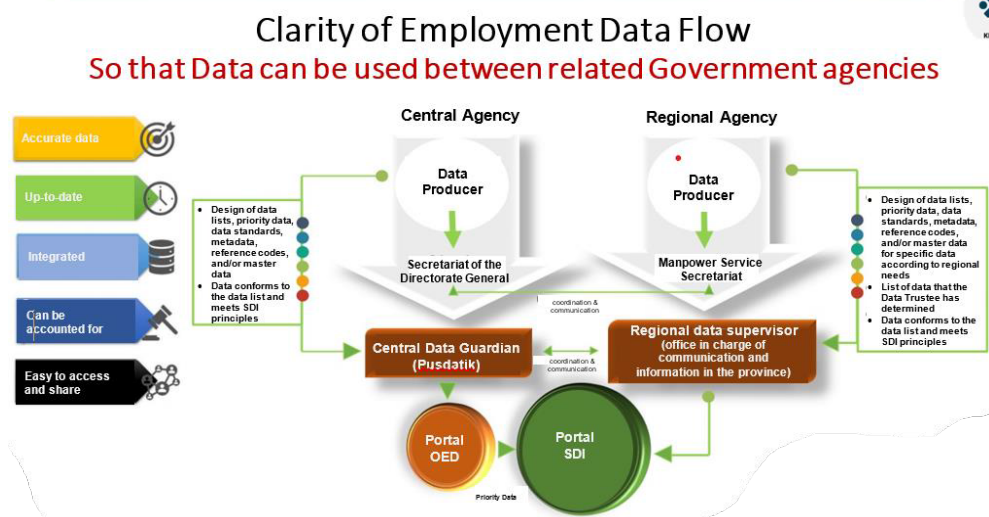 Clarity of Employment Data Flow
So that Data can be used between related Government agencies
Accurate data
Up-to-date
Integrated
Can be
accounted for
Easy to access
and share
• Design of data
lists, priority data,
data standards,
metadata,
reference codes,
and/or master
data
• Data conforms to
the data list and
meets SDI
principles
Central Agency
Data
Producer
Secretariat of the
Directorate General
Regional Agency
Data
Producer
Manpower Service
Secretariat
coordination &
communication
Central Data Guardian
(Pusdatik)
coordination &
communication
Regional data supervisor
(office in charge of
communication and
information in the province)
Portal
OED
Portal
SDI
Priority Data
• Design of data lists,
priority data, data
standards, metadata,
reference codes,
and/or master data
for specific data
according to regional
needs
• List of data that the
Data Trustee has
determined
• Data conforms to the
data list and meets
SDI principles